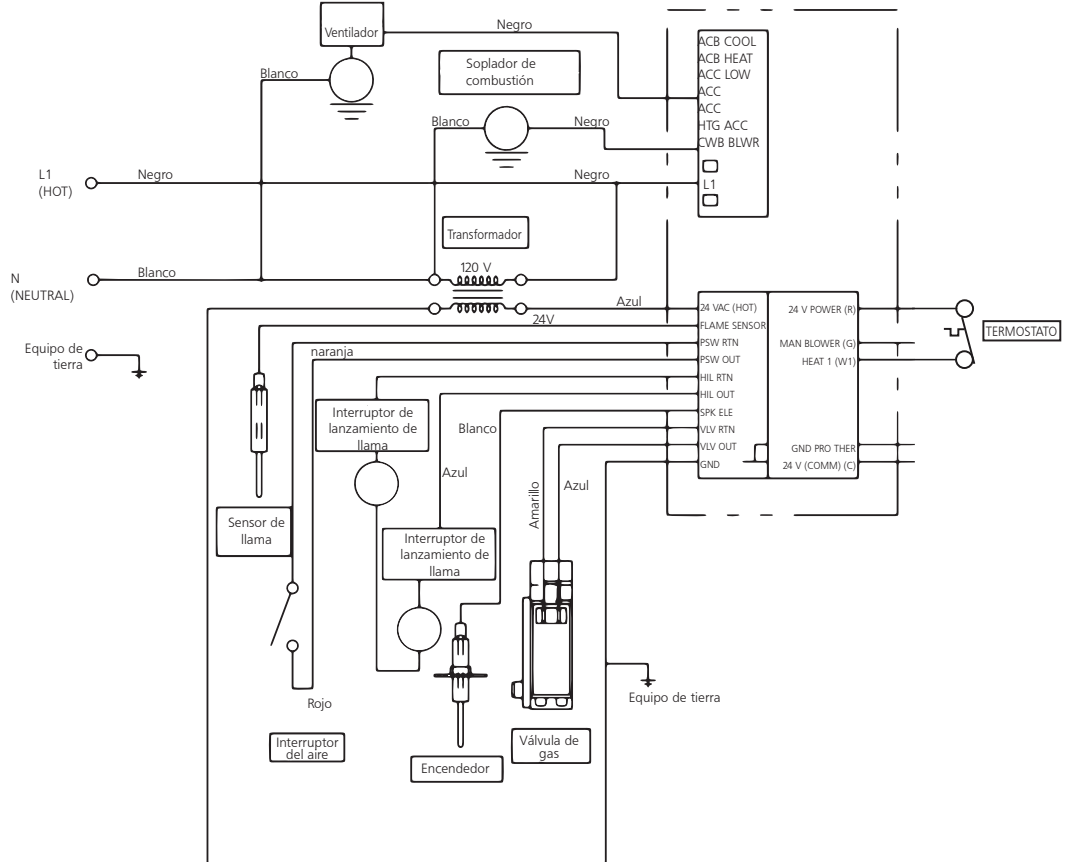 Ventilador
Negro
Blanco
Soplador de
combustión
Blanco
Negro
ACB COOL
ACB HEAT
ACC LOW
ACC
ACC
HTG ACC
CWB BLWR
L1
L1
(HOT)
Negro
Negro
Transformador
120 V
N
(NEUTRAL)
Blanco
Azul
24V
Equipo de
tierra
naranja
24 VAC (HOT)
FLAME SENSOR
PSW RTN
PSW OUT
HIL RTN
HIL OUT
SPK ELE
VLV RTN
VLV OUT
GND
24 V POWER (R)
MAN BLOWER (G)
HEAT 1 (W1)
GND PRO THER
24 V (COMM) (C)
TERMOSTATO
Interruptor de
lanzamiento de
llama
Blanco
Azul
Amarillo
Azul
Sensor de
llama
Interruptor de
lanzamiento de
llama
Rojo
Interruptor
del aire
Encendedor
Válvula de
gas
Equipo de tierra